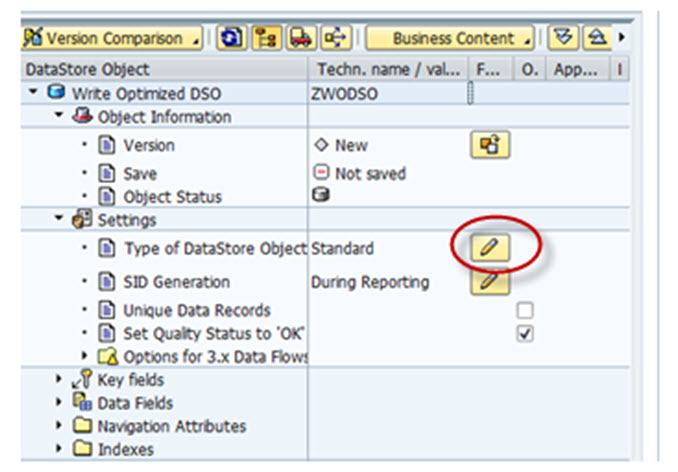 Version Comparison Business Content
DataStore Object Techn. name / val... F... O. App... I
Write Optimized DSO ZWODSO
Object Information
Version New
Save Not saved
Object Status
Settings
Type of DataStore Object Standard
SID Generation During Reporting
Unique Data Records
Set Quality Status to 'OK'
Options for 3.x Data Flows
Key fields
Data Fields
Navigation Attributes
Indexes